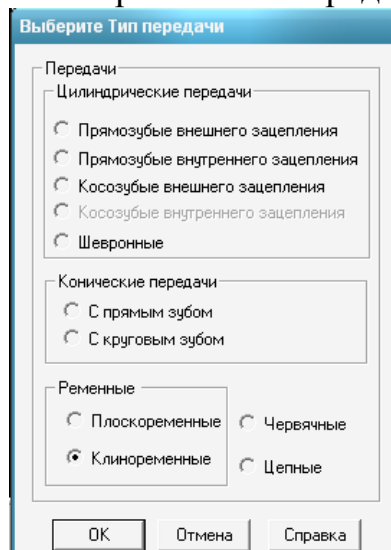 Выберите Тип передачи
Передачи
Цилиндрические передачи
Прямозубые внешнего зацепления
Прямозубые внутреннего зацепления
Косозубые внешнего зацепления
Косозубые внутреннего зацепления
Шевронные
Конические передачи
С прямым зубом
С круговым зубом
Ременные
Плоскоременные
Червячные
Клиноременные
Цепные
OK
Отмена
Справка